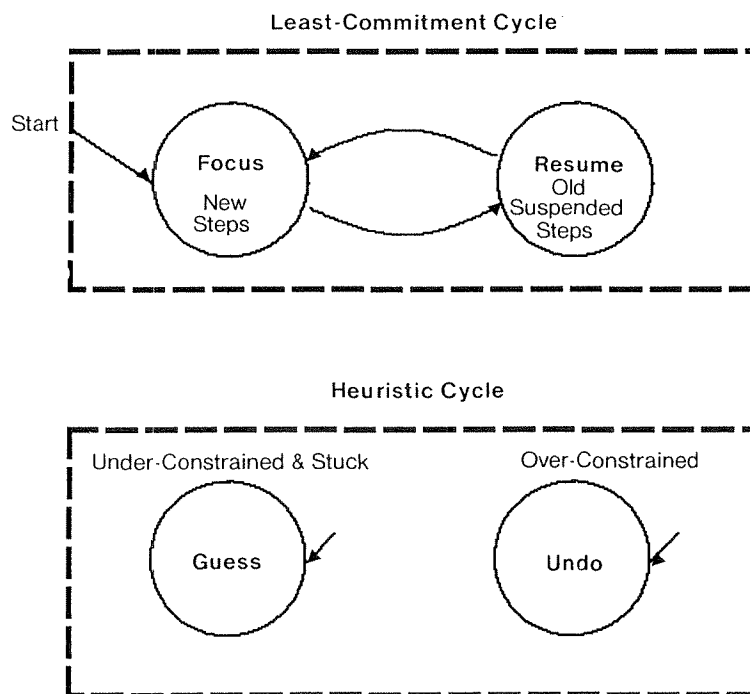 Least-Commitment Cycle
Start
Focus
New
Steps
Resume
Old
Suspended
Steps
Heuristic Cycle
Under-Constrained & Stuck
Over-Constrained
Guess
Undo